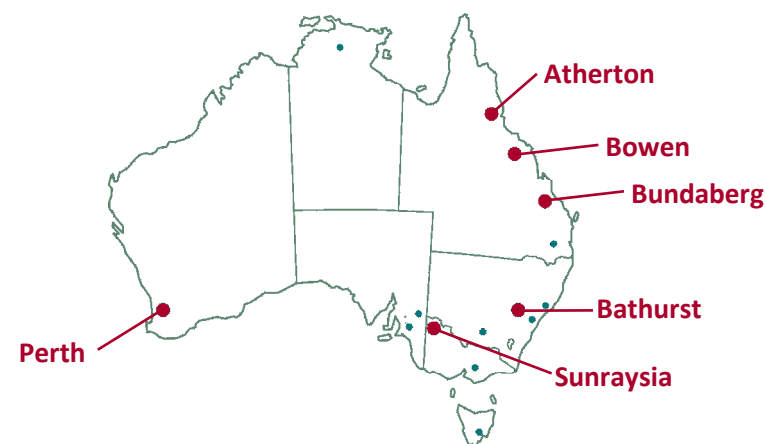 Atherton
Bowen
Bundaberg
Bathurst
Perth
Sunraysia